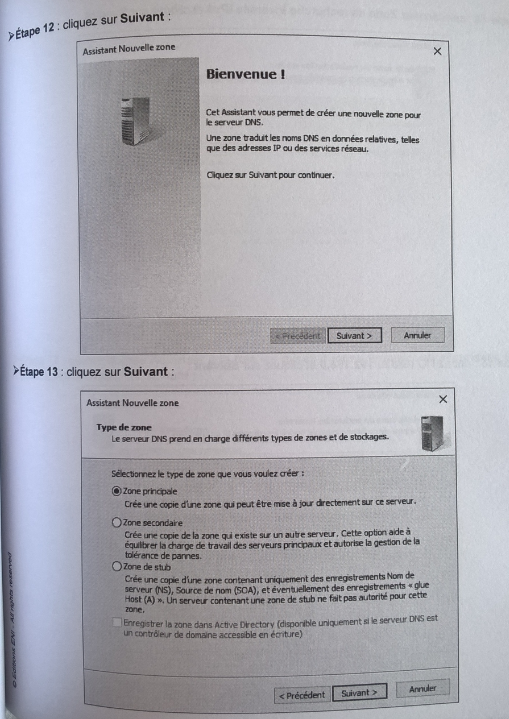 ➢Étape 12 : cliquez sur Suivant :
Assistant Nouvelle zone
Bienvenue !
Cet Assistant vous permet de créer une nouvelle zone pour
le serveur DNS.
Une zone traduit les noms DNS en données relatives, telles
que des adresses IP ou des services réseau.
Cliquez sur Suivant pour continuer.
< Précédent Suivant > Annuler
➢Étape 13 : cliquez sur Suivant :
Assistant Nouvelle zone
Type de zone
Le serveur DNS prend en charge différents types de zones et de stockages.
Sélectionnez le type de zone que vous voulez créer :
Zone principale
Crée une copie d'une zone qui peut être mise à jour directement sur ce serveur.
Zone secondaire
Crée une copie de la zone qui existe sur un autre serveur. Cette option aide à
équilibrer la charge de travail des serveurs principaux et autorise la gestion de la
tolérance de pannes.
Zone de stub
Crée une copie d'une zone contenant uniquement des enregistrements Nom de
serveur (NS), Source de nom (SOA), et éventuellement des enregistrements « glue
Host (A) ». Un serveur contenant une zone de stub ne fait pas autorité pour cette
zone.
Enregistrer la zone dans Active Directory (disponible uniquement si le serveur DNS est
un contrôleur de domaine accessible en écriture)
< Précédent Suivant > Annuler
© Editions ENI - All rights reserved